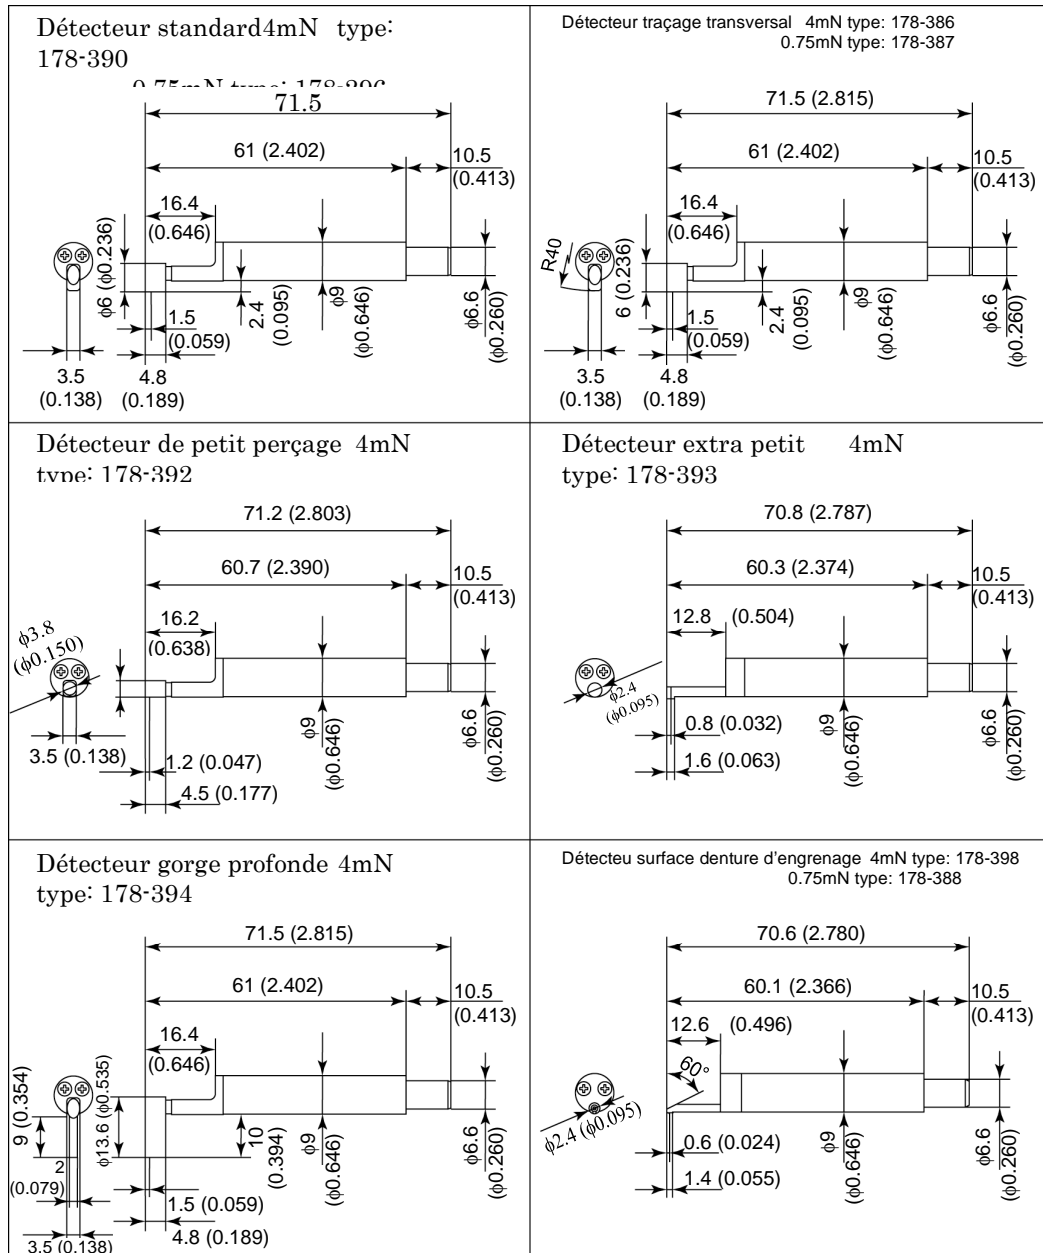 Détecteur standard4mN type:
178-390
0.75mN type: 178-396
71.5
61 (2.402)
10.5
(0.413)
16.4
(0.646)
ϕ6 (ϕ0.236)
2.4
(0.095)
ϕ9
(ϕ0.646)
ϕ6.6
(ϕ0.260)
1.5
(0.059)
3.5
(0.138)
4.8
(0.189)
Détecteur traçage transversal 4mN type: 178-386
0.75mN type: 178-387
71.5 (2.815)
61 (2.402)
10.5
(0.413)
16.4
(0.646)
R40
6 (0.236)
2.4
(0.095)
ϕ9
(ϕ0.646)
ϕ6.6
(ϕ0.260)
1.5
(0.059)
3.5
(0.138)
4.8
(0.189)
Détecteur de petit perçage 4mN
type: 178-392
71.2 (2.803)
60.7 (2.390)
10.5
(0.413)
16.2
(0.638)
ϕ3.8
(ϕ0.150)
ϕ9
(ϕ0.646)
ϕ6.6
(ϕ0.260)
3.5 (0.138)
1.2 (0.047)
4.5 (0.177)
Détecteur extra petit 4mN
type: 178-393
70.8 (2.787)
60.3 (2.374)
10.5
(0.413)
12.8 (0.504)
ϕ2.4
(ϕ0.095)
0.8 (0.032)
1.6 (0.063)
ϕ9
(ϕ0.646)
ϕ6.6
(ϕ0.260)
Détecteur gorge profonde 4mN
type: 178-394
71.5 (2.815)
61 (2.402)
10.5
(0.413)
16.4
(0.646)
9 (0.354)
ϕ13.6 (ϕ0.535)
10
(0.394)
ϕ9
(ϕ0.646)
ϕ6.6
(ϕ0.260)
2
(0.079)
1.5 (0.059)
4.8 (0.189)
3.5 (0.138)
Détecteu surface denture d'engrenage 4mN type: 178-398
0.75mN type: 178-388
70.6 (2.780)
60.1 (2.366)
10.5
(0.413)
12.6 (0.496)
60°
ϕ2.4 (ϕ0.095)
0.6 (0.024)
1.4 (0.055)
ϕ9
(ϕ0.646)
ϕ6.6
(ϕ0.260)